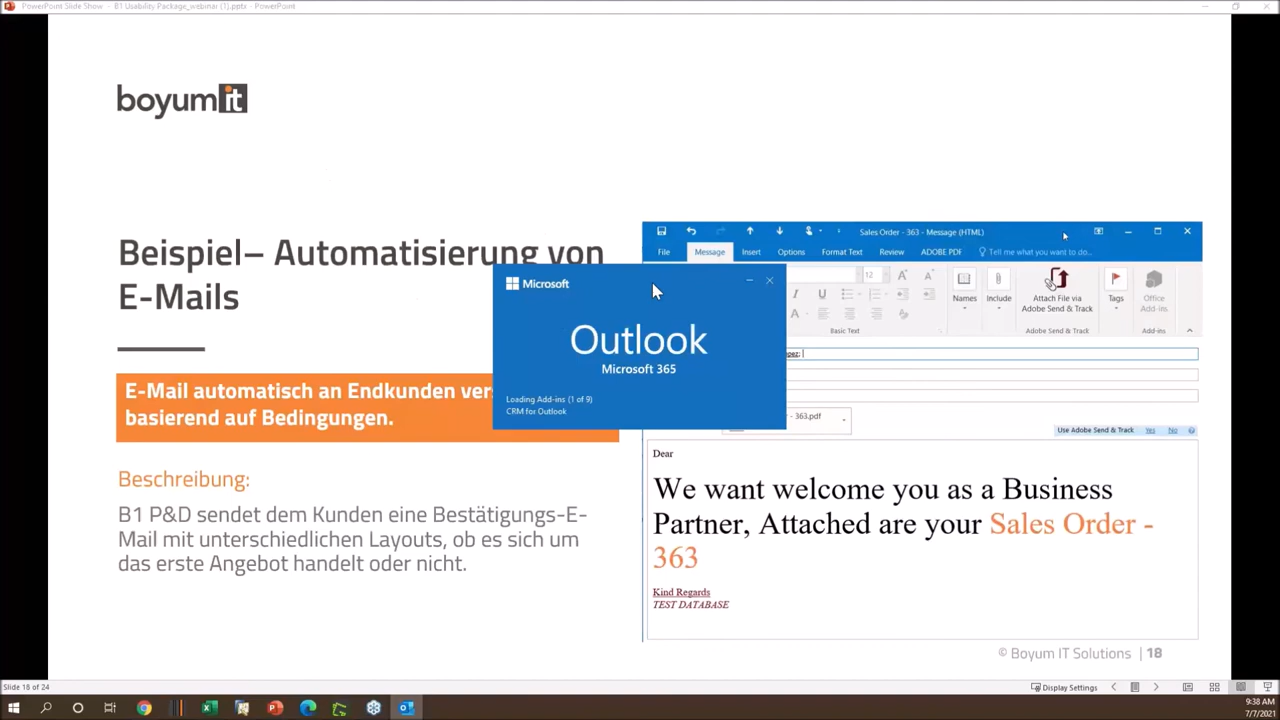 PowerPoint Slide Show - B1 Usability Package_webinar (1).pptx - PowerPoint
boyumit
Beispiel– Automatisierung von
E-Mails
E-Mail automatisch an Endkunden ver
basierend auf Bedingungen.
Beschreibung:
B1 P&D sendet dem Kunden eine Bestätigungs-E-
Mail mit unterschiedlichen Layouts, ob es sich um
das erste Angebot handelt oder nicht.
Microsoft
Outlook
Microsoft 365
Loading Add-ins (1 of 9)
CRM for Outlook
Sales Order - 363 - Message (HTML)
File Message Insert Options Format Text Review ADOBE PDF Tell me what you want to do...
12
Names
Include
Attach File via
Adobe Send & Track
Tags
Office
Add-ins
Basic Text
Adobe Send & Track
Add-ins
- 363.pdf
Use Adobe Send & Track Yes No
Dear
We want welcome you as a Business
Partner, Attached are your Sales Order -
363
Kind Regards
TEST DATABASE
© Boyum IT Solutions | 18
Slide 18 of 24
Display Settings
9:38 AM
7/7/2021